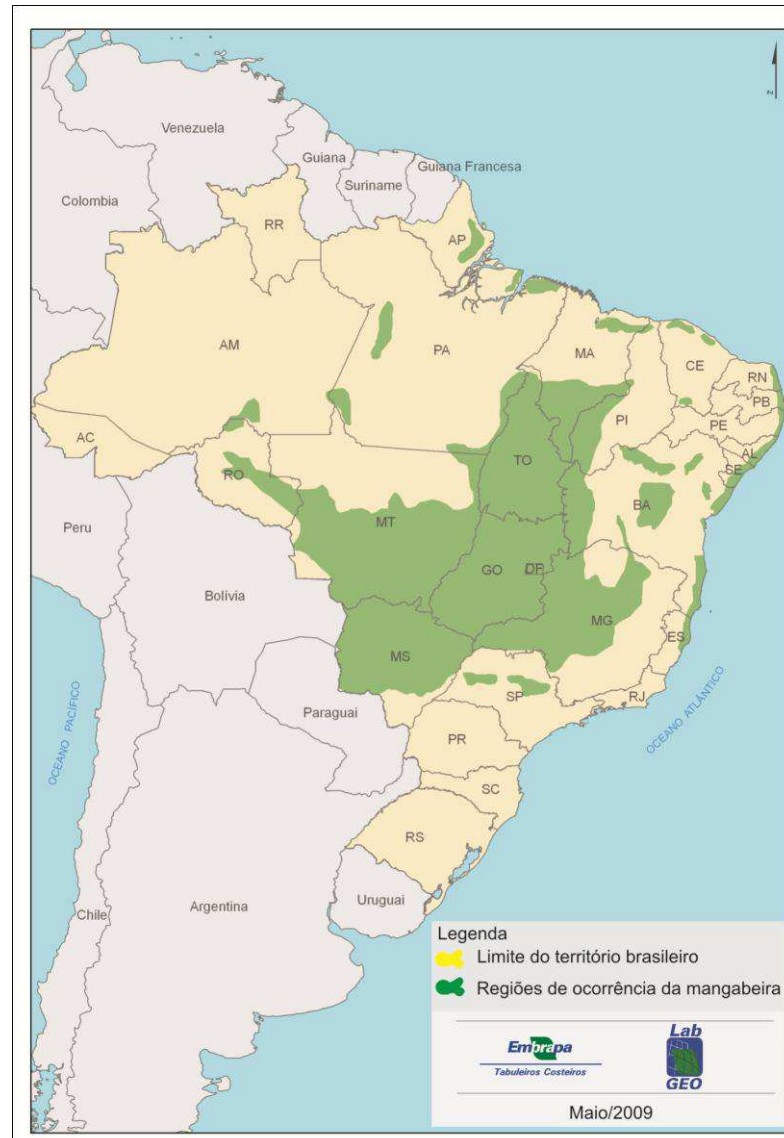 Venezuela
Guiana
Guiana Francesa
Suriname
Colombia
RR
AP
AM
PA
MA
CE
RN
PB
PI
PE
AL
SE
AC
RO
TO
BA
MT
Peru
GO
DF
Bolívia
MG
ES
MS
SP
RJ
Paraguai
OCEANO PACÍFICO
OCEANO ATLÂNTICO
PR
SC
RS
Chile
Argentina
Uruguai
Legenda
Limite do território brasileiro
Regiões de ocorrência da mangabeira
Embrapa
Tabuleiros Costeiros
Lab
GEO
Maio/2009
z